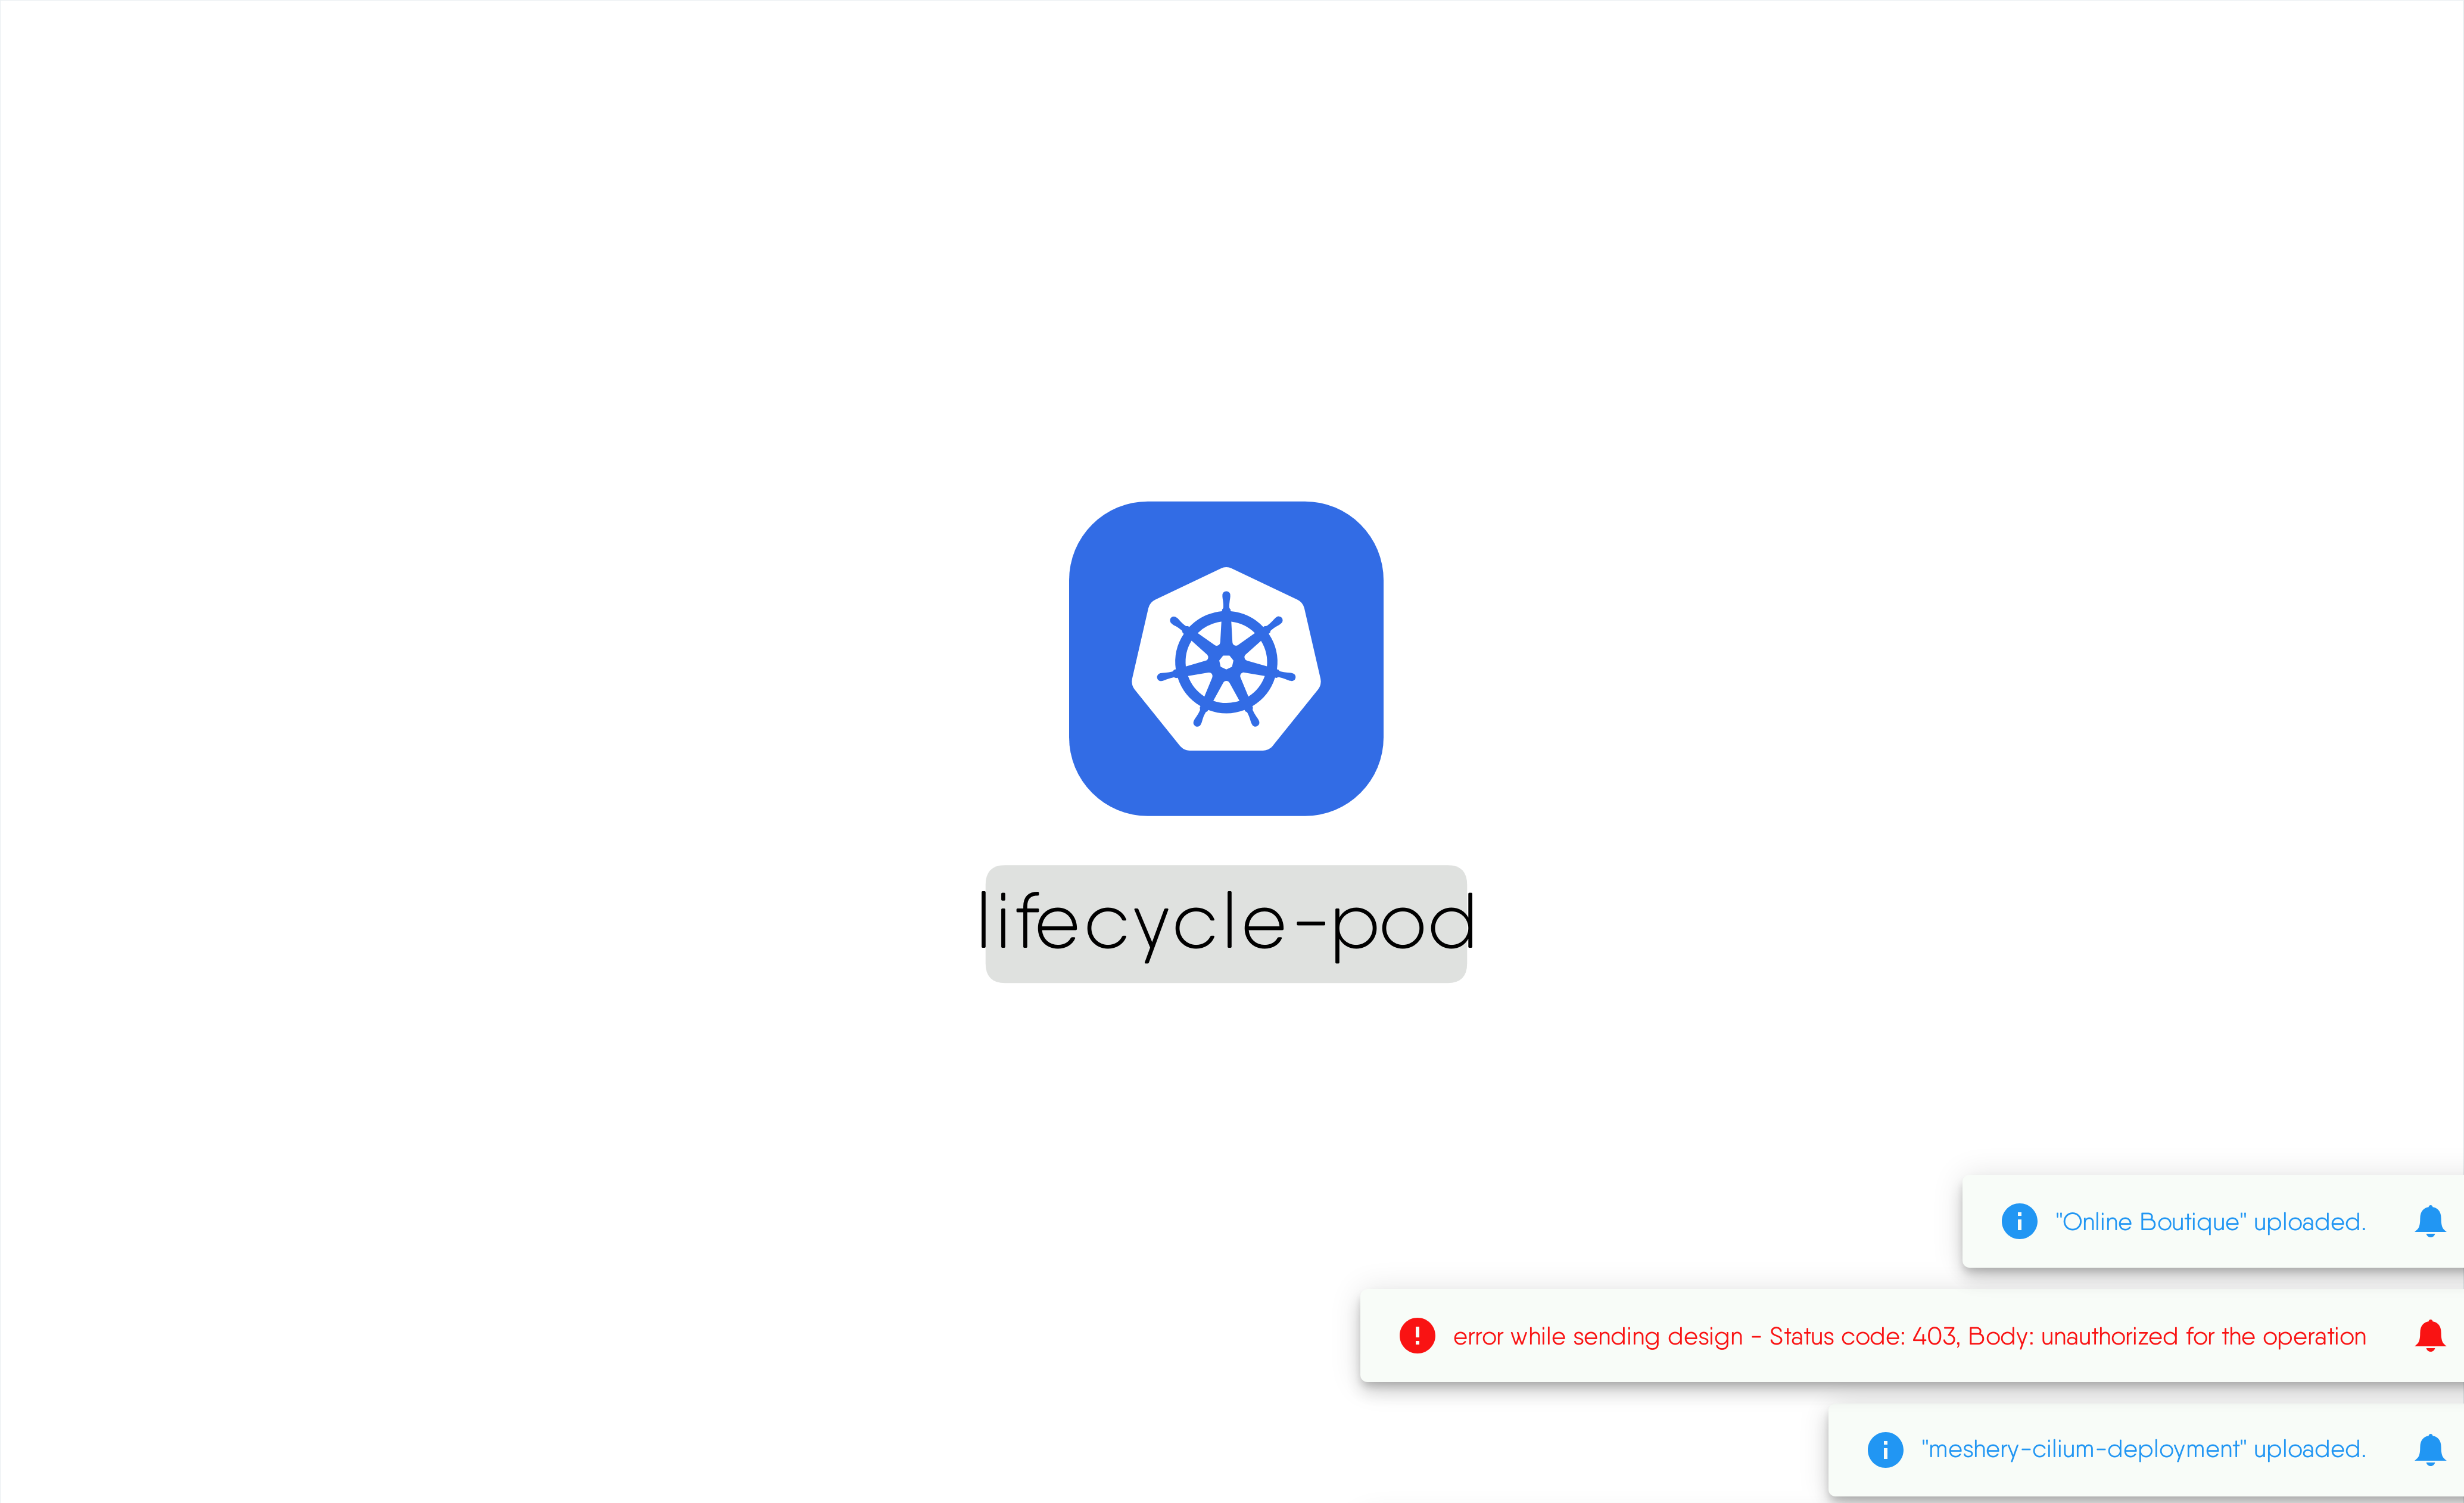 lifecycle-pod
"Online Boutique" uploaded.
error while sending design - Status code: 403, Body: unauthorized for the operation
"meshery-cilium-deployment" uploaded.